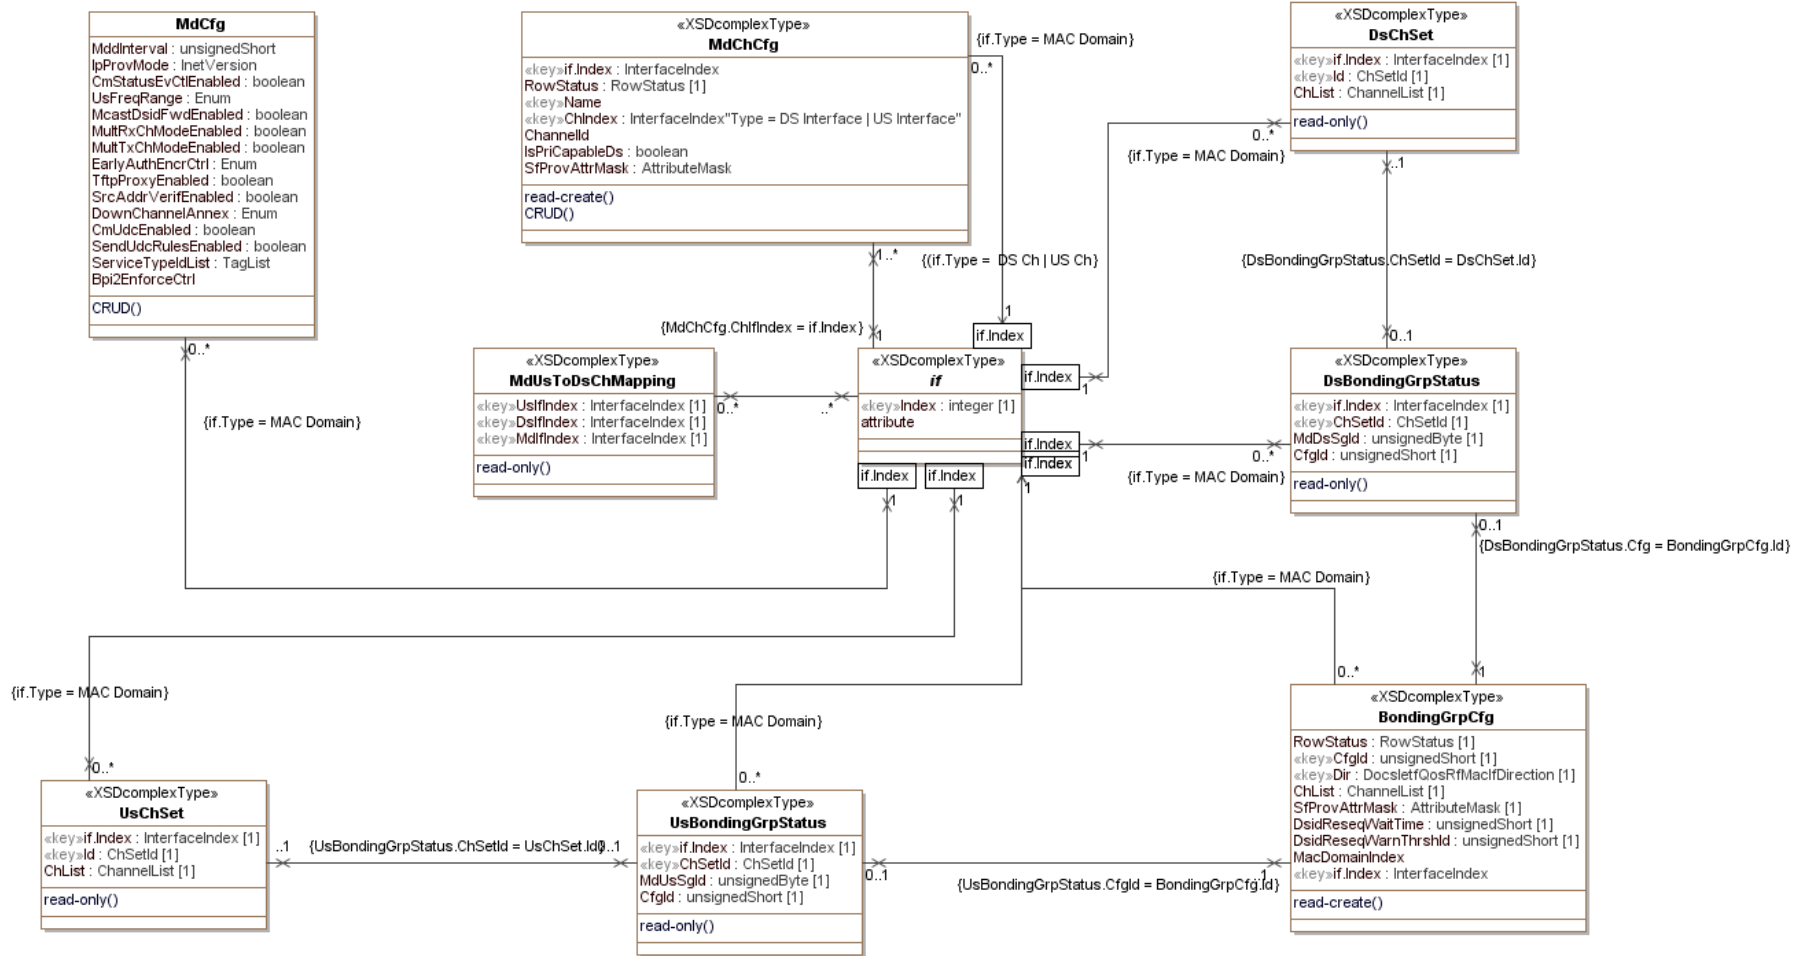 MdCfg
MddInterval : unsignedShort
IpProvMode : InetVersion
CmStatusEvCtlEnabled : boolean
UsFreqRange : Enum
McastDsidFwdEnabled : boolean
MultRxChModeEnabled : boolean
MultTxChModeEnabled : boolean
EarlyAuthEncrCtrl : Enum
TftpProxyEnabled : boolean
SrcAddrVerifEnabled : boolean
DownChannelAnnex : Enum
CmUdcEnabled : boolean
SendUdcRulesEnabled : boolean
ServiceTypeIdList : TagList
Bpi2EnforceCtrl
CRUD()
0..*
{if.Type = MAC Domain}
«XSDcomplexType»
MdChCfg
«key»if.Index : InterfaceIndex
RowStatus : RowStatus [1]
«key»Name
«key»ChIndex : InterfaceIndex"Type = DS Interface | US Interface"
ChannelId
IsPriCapableDs : boolean
SfProvAttrMask : AttributeMask
read-create()
CRUD()
{if.Type = MAC Domain}
0..*
1..*
{(if.Type =  DS Ch | US Ch}
{MdChCfg.ChIfIndex = if.Index}
1
1
if.Index
«XSDcomplexType»
DsChSet
«key»if.Index : InterfaceIndex [1]
«key»Id : ChSetId [1]
ChList : ChannelList [1]
read-only()
0..*
{if.Type = MAC Domain}
..1
{DsBondingGrpStatus.ChSetId = DsChSet.Id}
0..1
«XSDcomplexType»
MdUsToDsChMapping
«key»UsIfIndex : InterfaceIndex [1]
«key»DsIfIndex : InterfaceIndex [1]
«key»MdIfIndex : InterfaceIndex [1]
read-only()
0..*
..*
«XSDcomplexType»
if
«key»Index : integer [1]
attribute
if.Index
1
if.Index
1
if.Index
1
if.Index
1
if.Index
1
0..*
{if.Type = MAC Domain}
«XSDcomplexType»
DsBondingGrpStatus
«key»if.Index : InterfaceIndex [1]
«key»ChSetId : ChSetId [1]
MdDsSgId : unsignedByte [1]
CfgId : unsignedShort [1]
read-only()
0..1
{DsBondingGrpStatus.Cfg = BondingGrpCfg.Id}
{if.Type = MAC Domain}
0..*
1
{if.Type = MAC Domain}
0..*
{if.Type = MAC Domain}
0..*
«XSDcomplexType»
UsChSet
«key»if.Index : InterfaceIndex [1]
«key»Id : ChSetId [1]
ChList : ChannelList [1]
read-only()
..1
{UsBondingGrpStatus.ChSetId = UsChSet.Id}
0..1
«XSDcomplexType»
UsBondingGrpStatus
«key»if.Index : InterfaceIndex [1]
«key»ChSetId : ChSetId [1]
MdUsSgId : unsignedByte [1]
CfgId : unsignedShort [1]
read-only()
0..1
{UsBondingGrpStatus.CfgId = BondingGrpCfg.Id}
..1
«XSDcomplexType»
BondingGrpCfg
RowStatus : RowStatus [1]
«key»CfgId : unsignedShort [1]
«key»Dir : DocsIetfQosRfMacIfDirection [1]
ChList : ChannelList [1]
SfProvAttrMask : AttributeMask [1]
DsidReseqWaitTime : unsignedShort [1]
DsidReseqWarnThrshld : unsignedShort [1]
MacDomainIndex
«key»if.Index : InterfaceIndex
read-create()